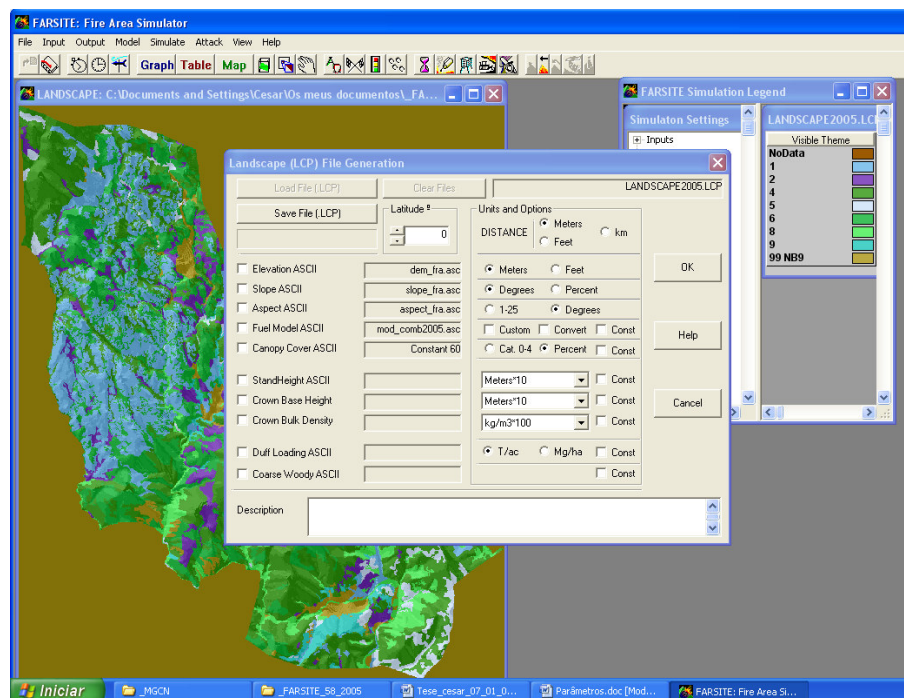 FARSITE: Fire Area Simulator
File Input Output Model Simulate Attack View Help
Graph Table Map
LANDSCAPE: C:\Documents and Settings\Cesar\Os meus documentos\_FA...
FARSITE Simulation Legend
Simulaton Settings
Inputs
LANDSCAPE2005.LC
Visible Theme
NoData
1
2
4
5
6
8
9
99 NB9
Landscape (LCP) File Generation
Load File (.LCP) Clear Files LANDSCAPE2005.LCP
Save File (.LCP) Latitude º 0
Units and Options
DISTANCE Meters Feet km
Elevation ASCII dem_fra.asc Meters Feet
Slope ASCII slope_fra.asc Degrees Percent
Aspect ASCII aspect_fra.asc 1-25 Degrees
Fuel Model ASCII mod_comb2005.asc Custom Convert Const
Canopy Cover ASCII Constant 60 Cat. 0-4 Percent Const
StandHeight ASCII Meters*10 Const
Crown Base Height Meters*10 Const
Crown Bulk Density kg/m3*100 Const
Duff Loading ASCII T/ac Mg/ha Const
Coarse Woody ASCII Const
OK
Help
Cancel
Description
Iniciar _MGCN _FARSITE_58_2005 Tese_cesar_07_01_0... Parâmetros.doc [Mod... FARSITE: Fire Area Si...